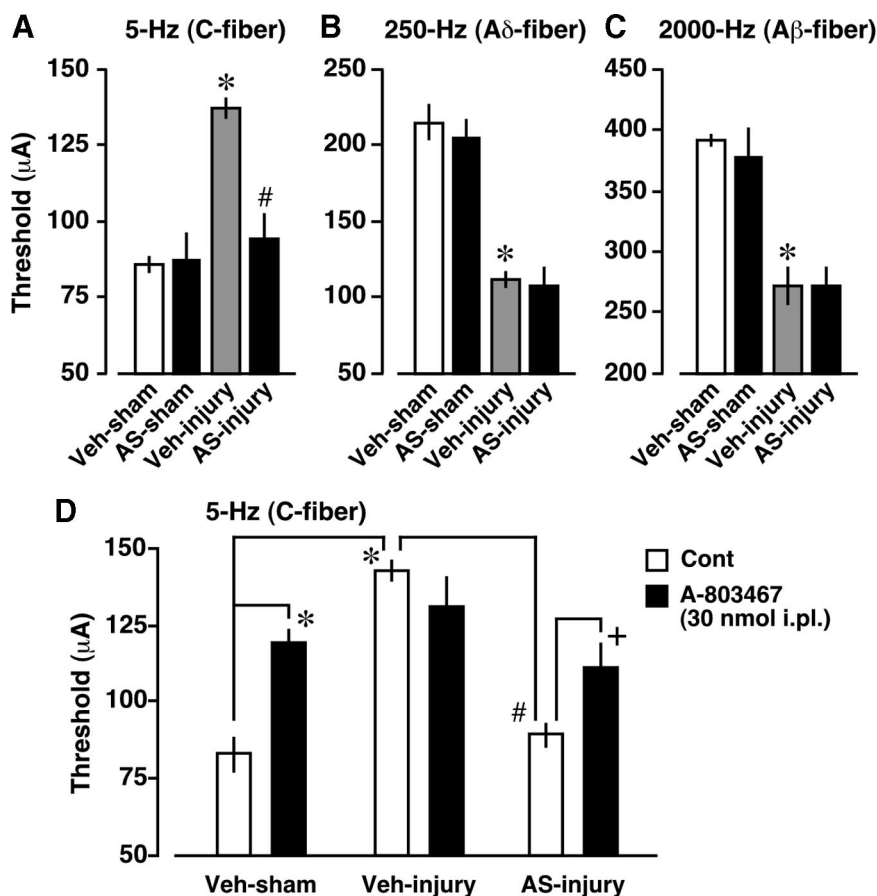 A 5-Hz (C-fiber)
B 250-Hz (Aδ-fiber)
C 2000-Hz (Aβ-fiber)
Threshold (μA)
150
125
100
75
50
*
#
Veh-sham
AS-sham
Veh-injury
AS-injury
250
200
150
100
50
*
Veh-sham
AS-sham
Veh-injury
AS-injury
450
400
350
300
250
200
*
Veh-sham
AS-sham
Veh-injury
AS-injury
D 5-Hz (C-fiber)
Threshold (μA)
150
125
100
75
50
*
*
#
+
Veh-sham
Veh-injury
AS-injury
Cont
A-803467
(30 nmol i.pl.)